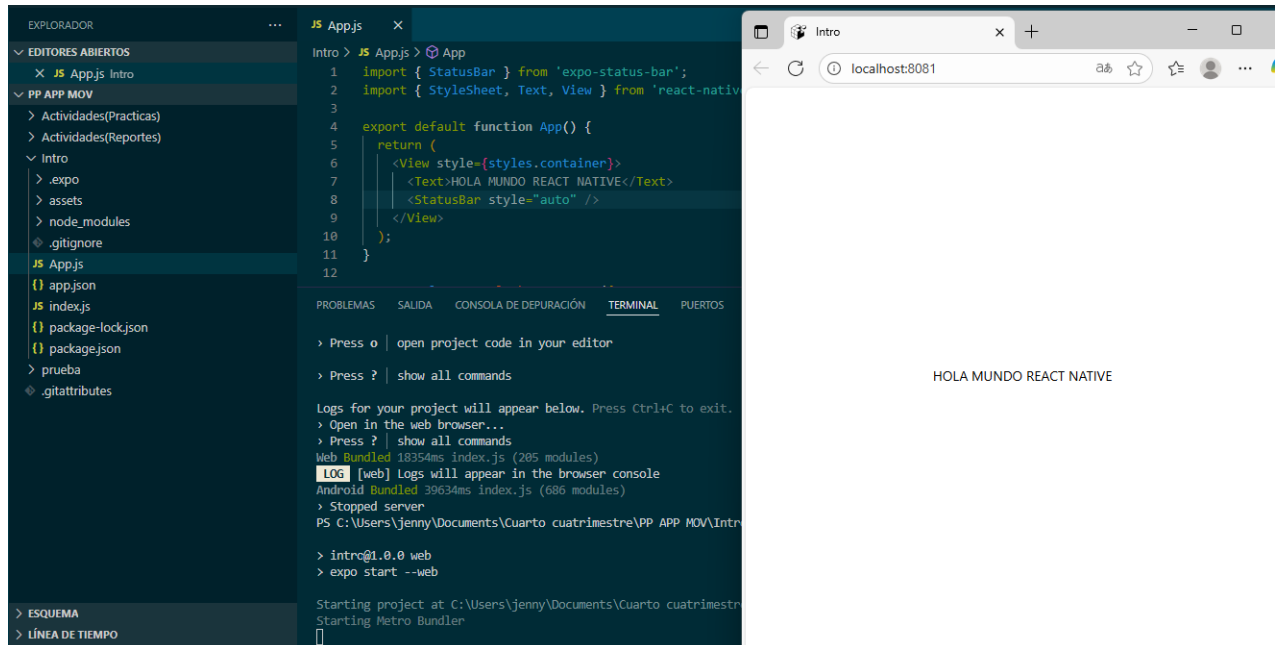 EXPLORADOR
EDITORES ABIERTOS
JS App.js Intro
PP APP MOV
Actividades(Practicas)
Actividades(Reportes)
Intro
.expo
assets
node_modules
.gitignore
JS App.js
{} app.json
JS index.js
{} package-lock.json
{} package.json
prueba
.gitattributes
ESQUEMA
LÍNEA DE TIEMPO
JS App.js
Intro > JS App.js > App
1 import { StatusBar } from 'expo-status-bar';
2 import { StyleSheet, Text, View } from 'react-native
3
4 export default function App() {
5 return (
6 <View style={styles.container}>
7 <Text>HOLA MUNDO REACT NATIVE</Text>
8 <StatusBar style="auto" />
9 </View>
10 );
11 }
12
PROBLEMAS SALIDA CONSOLA DE DEPURACIÓN TERMINAL PUERTOS
› Press o │ open project code in your editor
› Press ? │ show all commands
Logs for your project will appear below. Press Ctrl+C to exit.
› Open in the web browser...
› Press ? │ show all commands
Web Bundled 18354ms index.js (205 modules)
LOG [web] Logs will appear in the browser console
Android Bundled 39634ms index.js (686 modules)
› Stopped server
PS C:\Users\jenny\Documents\Cuarto cuatrimestre\PP APP MOV\Intr
> intro@1.0.0 web
> expo start --web
Starting project at C:\Users\jenny\Documents\Cuarto cuatrimestr
Starting Metro Bundler
Intro
localhost:8081
HOLA MUNDO REACT NATIVE